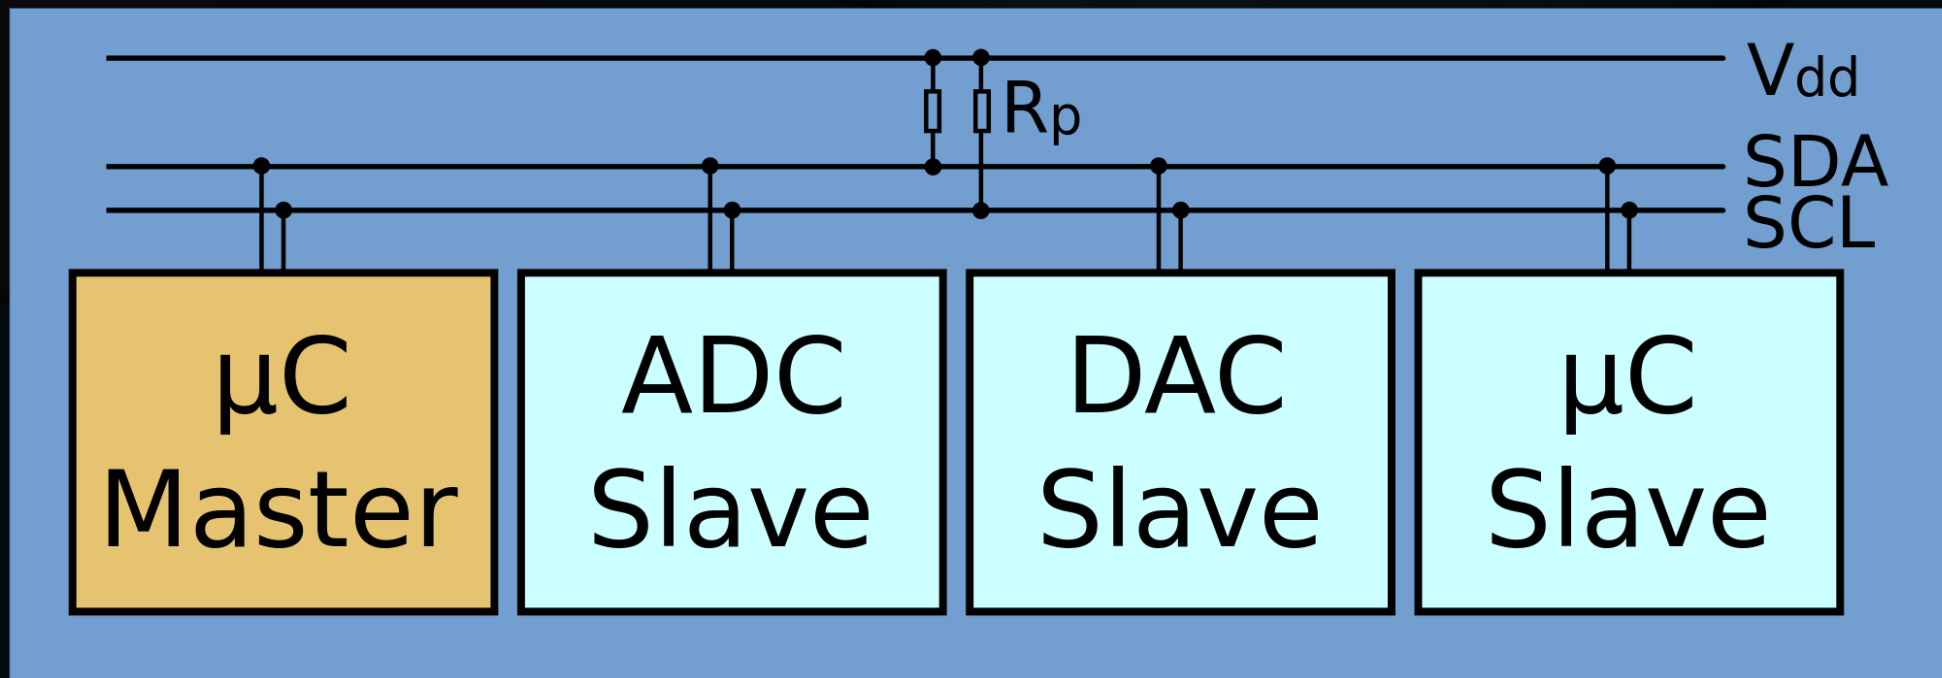 Vdd
Rp
SDA
SCL
µC
Master
ADC
Slave
DAC
Slave
µC
Slave